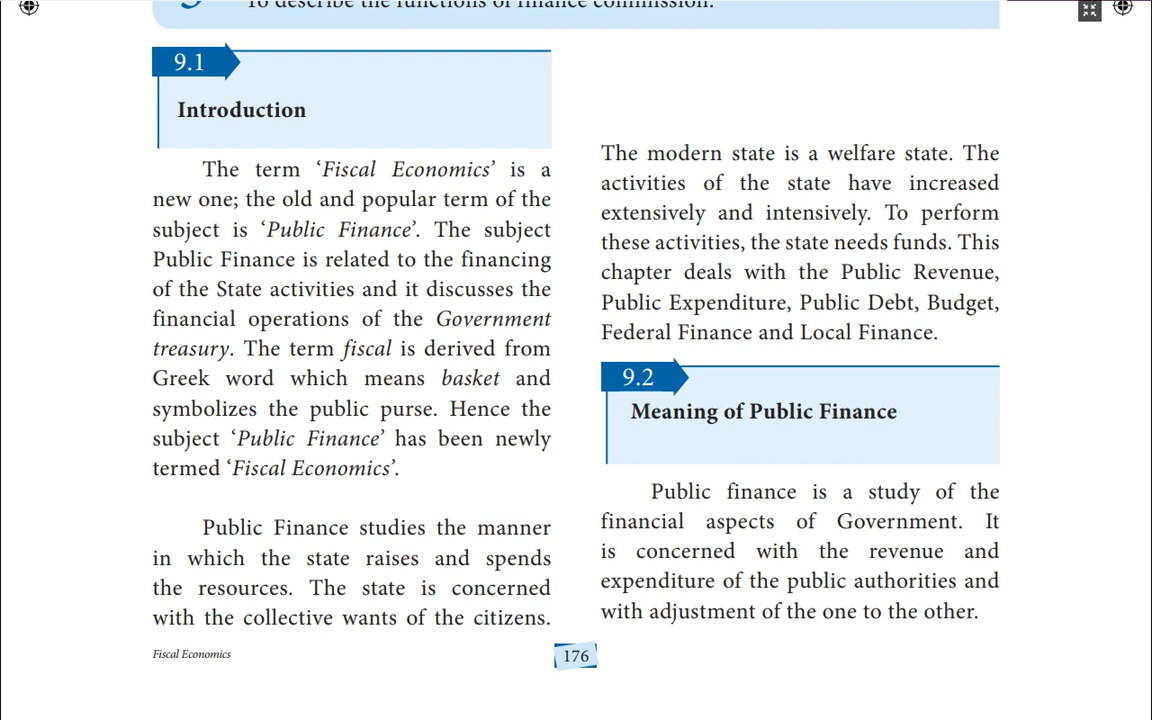 To describe the functions of finance commission.
9.1
Introduction
The term ‘Fiscal Economics’ is a
new one; the old and popular term of the
subject is ‘Public Finance’. The subject
Public Finance is related to the financing
of the State activities and it discusses the
financial operations of the Government
treasury. The term fiscal is derived from
Greek word which means basket and
symbolizes the public purse. Hence the
subject ‘Public Finance’ has been newly
termed ‘Fiscal Economics’.
Public Finance studies the manner
in which the state raises and spends
the resources. The state is concerned
with the collective wants of the citizens.
The modern state is a welfare state. The
activities of the state have increased
extensively and intensively. To perform
these activities, the state needs funds. This
chapter deals with the Public Revenue,
Public Expenditure, Public Debt, Budget,
Federal Finance and Local Finance.
9.2
Meaning of Public Finance
Public finance is a study of the
financial aspects of Government. It
is concerned with the revenue and
expenditure of the public authorities and
with adjustment of the one to the other.
Fiscal Economics
176